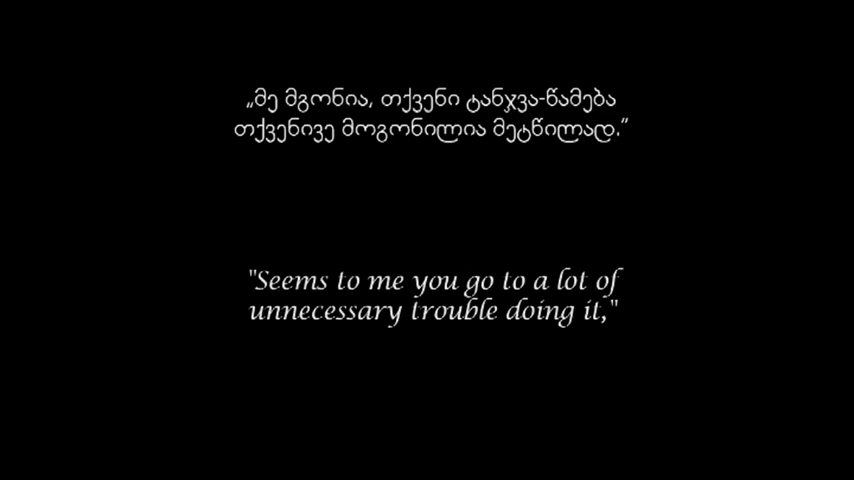 „მე მგონია, თქვენი ტანჯვა-წამება
თქვენივე მოგონილია მეტწილად.”
"Seems to me you go to a lot of
unnecessary trouble doing it,"